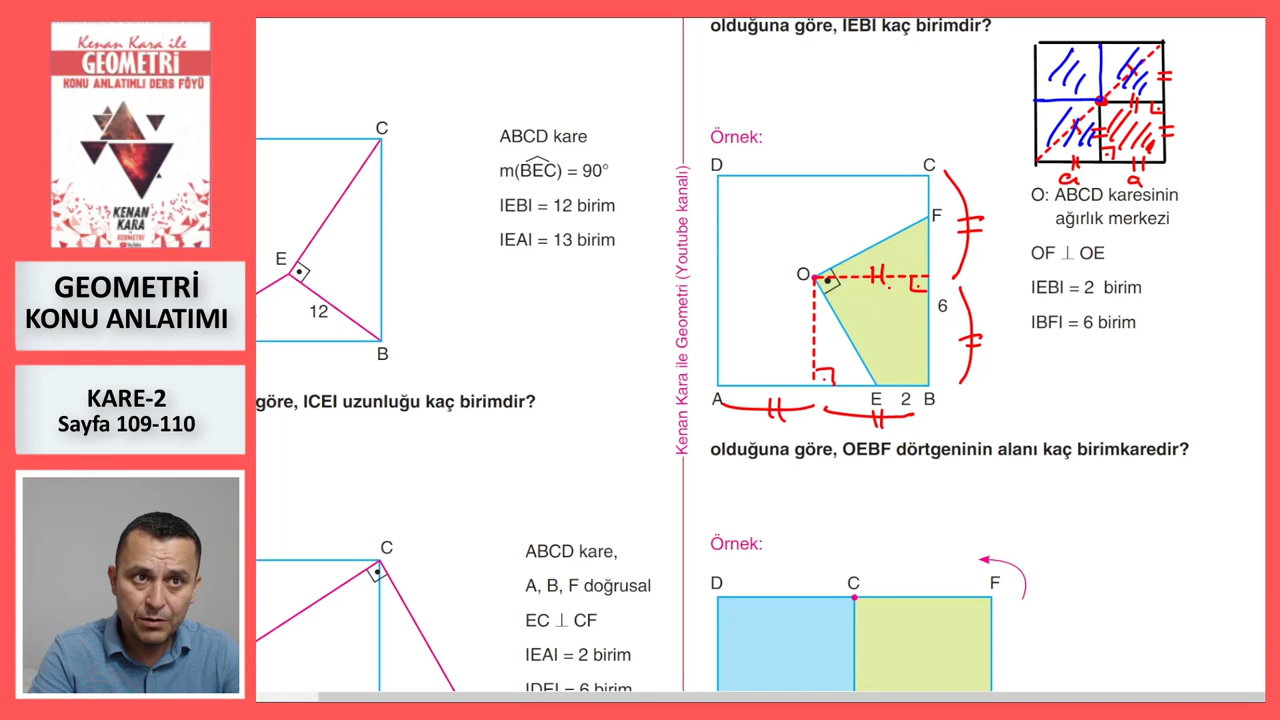 Kenan Kara ile
GEOMETRİ
KONU ANLATIMLI DERS FÖYÜ
KENAN
KARA
GEOMETRİ KONU ANLATIMI
KARE-2
Sayfa 109-110
C
E
12
B
ABCD kare
m(BEC) = 90°
IEBI = 12 birim
IEAI = 13 birim
göre, ICEI uzunluğu kaç birimdir?
C
ABCD kare,
A, B, F doğrusal
EC ⊥ CF
IEAI = 2 birim
IDEI = 6 birim
Kenan Kara ile Geometri (Youtube kanalı)
olduğuna göre, IEBI kaç birimdir?
Örnek:
D
C
F
O
6
A
E
2
B
a
a
O: ABCD karesinin
ağırlık merkezi
OF ⊥ OE
IEBI = 2 birim
IBFI = 6 birim
olduğuna göre, OEBF dörtgeninin alanı kaç birimkaredir?
Örnek:
D
C
F